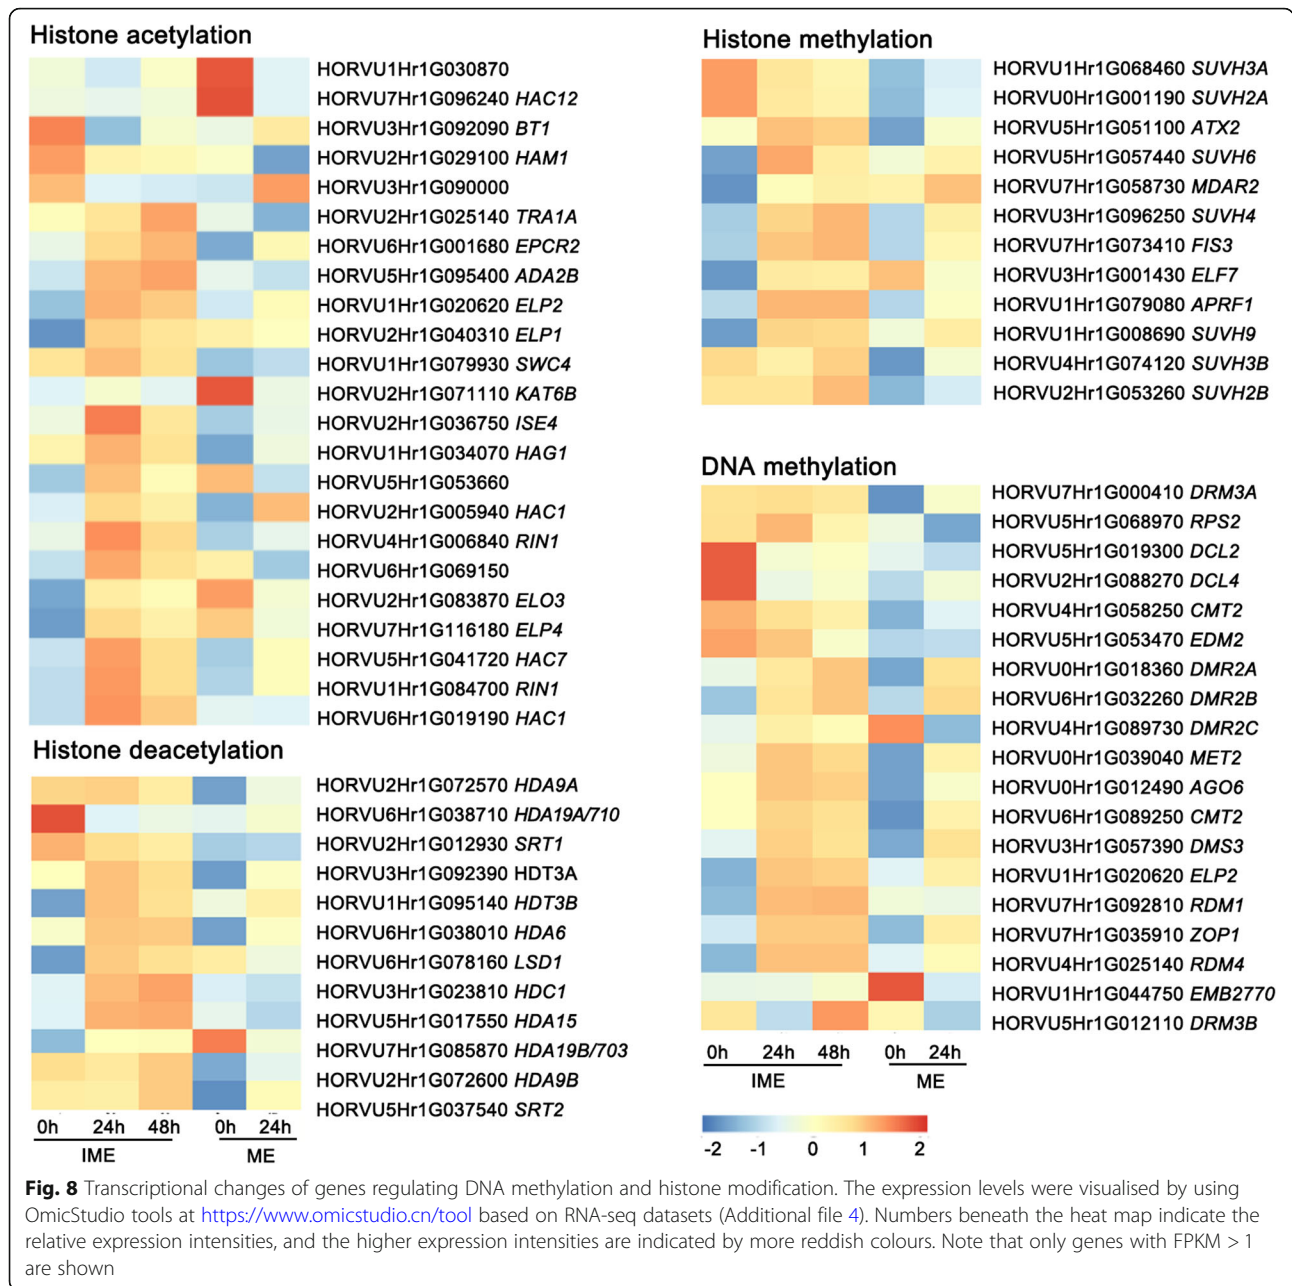 Histone acetylation
HORVU1Hr1G030870
HORVU7Hr1G096240 HAC12
HORVU3Hr1G092090 BT1
HORVU2Hr1G029100 HAM1
HORVU3Hr1G090000
HORVU2Hr1G025140 TRA1A
HORVU6Hr1G001680 EPCR2
HORVU5Hr1G095400 ADA2B
HORVU1Hr1G020620 ELP2
HORVU2Hr1G040310 ELP1
HORVU1Hr1G079930 SWC4
HORVU2Hr1G071110 KAT6B
HORVU2Hr1G036750 ISE4
HORVU1Hr1G034070 HAG1
HORVU5Hr1G053660
HORVU2Hr1G005940 HAC1
HORVU4Hr1G006840 RIN1
HORVU6Hr1G069150
HORVU2Hr1G083870 ELO3
HORVU7Hr1G116180 ELP4
HORVU5Hr1G041720 HAC7
HORVU1Hr1G084700 RIN1
HORVU6Hr1G019190 HAC1
Histone deacetylation
HORVU2Hr1G072570 HDA9A
HORVU6Hr1G038710 HDA19A/710
HORVU2Hr1G012930 SRT1
HORVU3Hr1G092390 HDT3A
HORVU1Hr1G095140 HDT3B
HORVU6Hr1G038010 HDA6
HORVU6Hr1G078160 LSD1
HORVU3Hr1G023810 HDC1
HORVU5Hr1G017550 HDA15
HORVU7Hr1G085870 HDA19B/703
HORVU2Hr1G072600 HDA9B
HORVU5Hr1G037540 SRT2
0h 24h 48h 0h 24h
IME ME
Histone methylation
HORVU1Hr1G068460 SUVH3A
HORVU0Hr1G001190 SUVH2A
HORVU5Hr1G051100 ATX2
HORVU5Hr1G057440 SUVH6
HORVU7Hr1G058730 MDAR2
HORVU3Hr1G096250 SUVH4
HORVU7Hr1G073410 FIS3
HORVU3Hr1G001430 ELF7
HORVU1Hr1G079080 APRF1
HORVU1Hr1G008690 SUVH9
HORVU4Hr1G074120 SUVH3B
HORVU2Hr1G053260 SUVH2B
DNA methylation
HORVU7Hr1G000410 DRM3A
HORVU5Hr1G068970 RPS2
HORVU5Hr1G019300 DCL2
HORVU2Hr1G088270 DCL4
HORVU4Hr1G058250 CMT2
HORVU5Hr1G053470 EDM2
HORVU0Hr1G018360 DMR2A
HORVU6Hr1G032260 DMR2B
HORVU4Hr1G089730 DMR2C
HORVU0Hr1G039040 MET2
HORVU0Hr1G012490 AGO6
HORVU6Hr1G089250 CMT2
HORVU3Hr1G057390 DMS3
HORVU1Hr1G020620 ELP2
HORVU7Hr1G092810 RDM1
HORVU7Hr1G035910 ZOP1
HORVU4Hr1G025140 RDM4
HORVU1Hr1G044750 EMB2770
HORVU5Hr1G012110 DRM3B
0h 24h 48h 0h 24h
IME ME
-2 -1 0 1 2
Fig. 8 Transcriptional changes of genes regulating DNA methylation and histone modification. The expression levels were visualised by using
OmicStudio tools at https://www.omicstudio.cn/tool based on RNA-seq datasets (Additional file 4). Numbers beneath the heat map indicate the
relative expression intensities, and the higher expression intensities are indicated by more reddish colours. Note that only genes with FPKM > 1
are shown